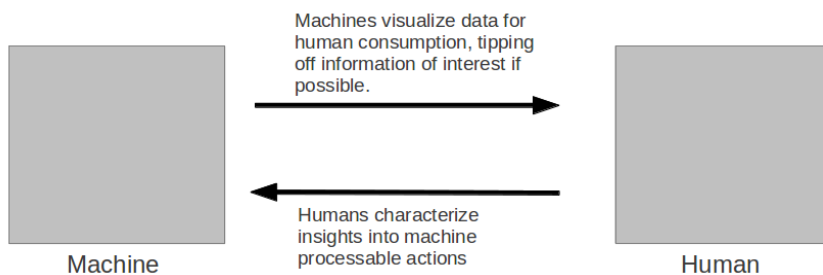 Machines visualize data for
human consumption, tipping
off information of interest if
possible.
Humans characterize
insights into machine
processable actions
Machine
Human